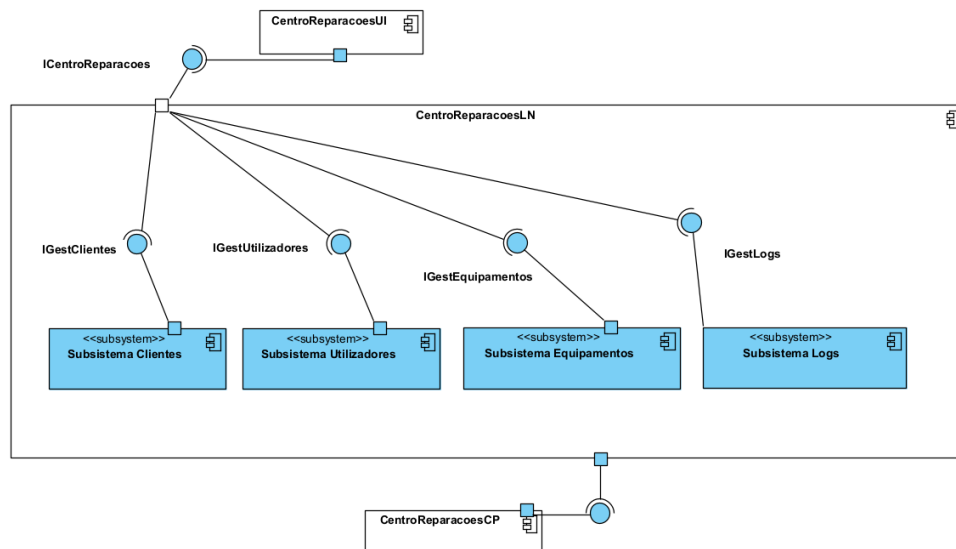 CentroReparacoesUI
ICentroReparacoes
CentroReparacoesLN
IGestClientes
IGestUtilizadores
IGestEquipamentos
IGestLogs
<<subsystem>>
Subsistema Clientes
<<subsystem>>
Subsistema Utilizadores
<<subsystem>>
Subsistema Equipamentos
<<subsystem>>
Subsistema Logs
CentroReparacoesCP